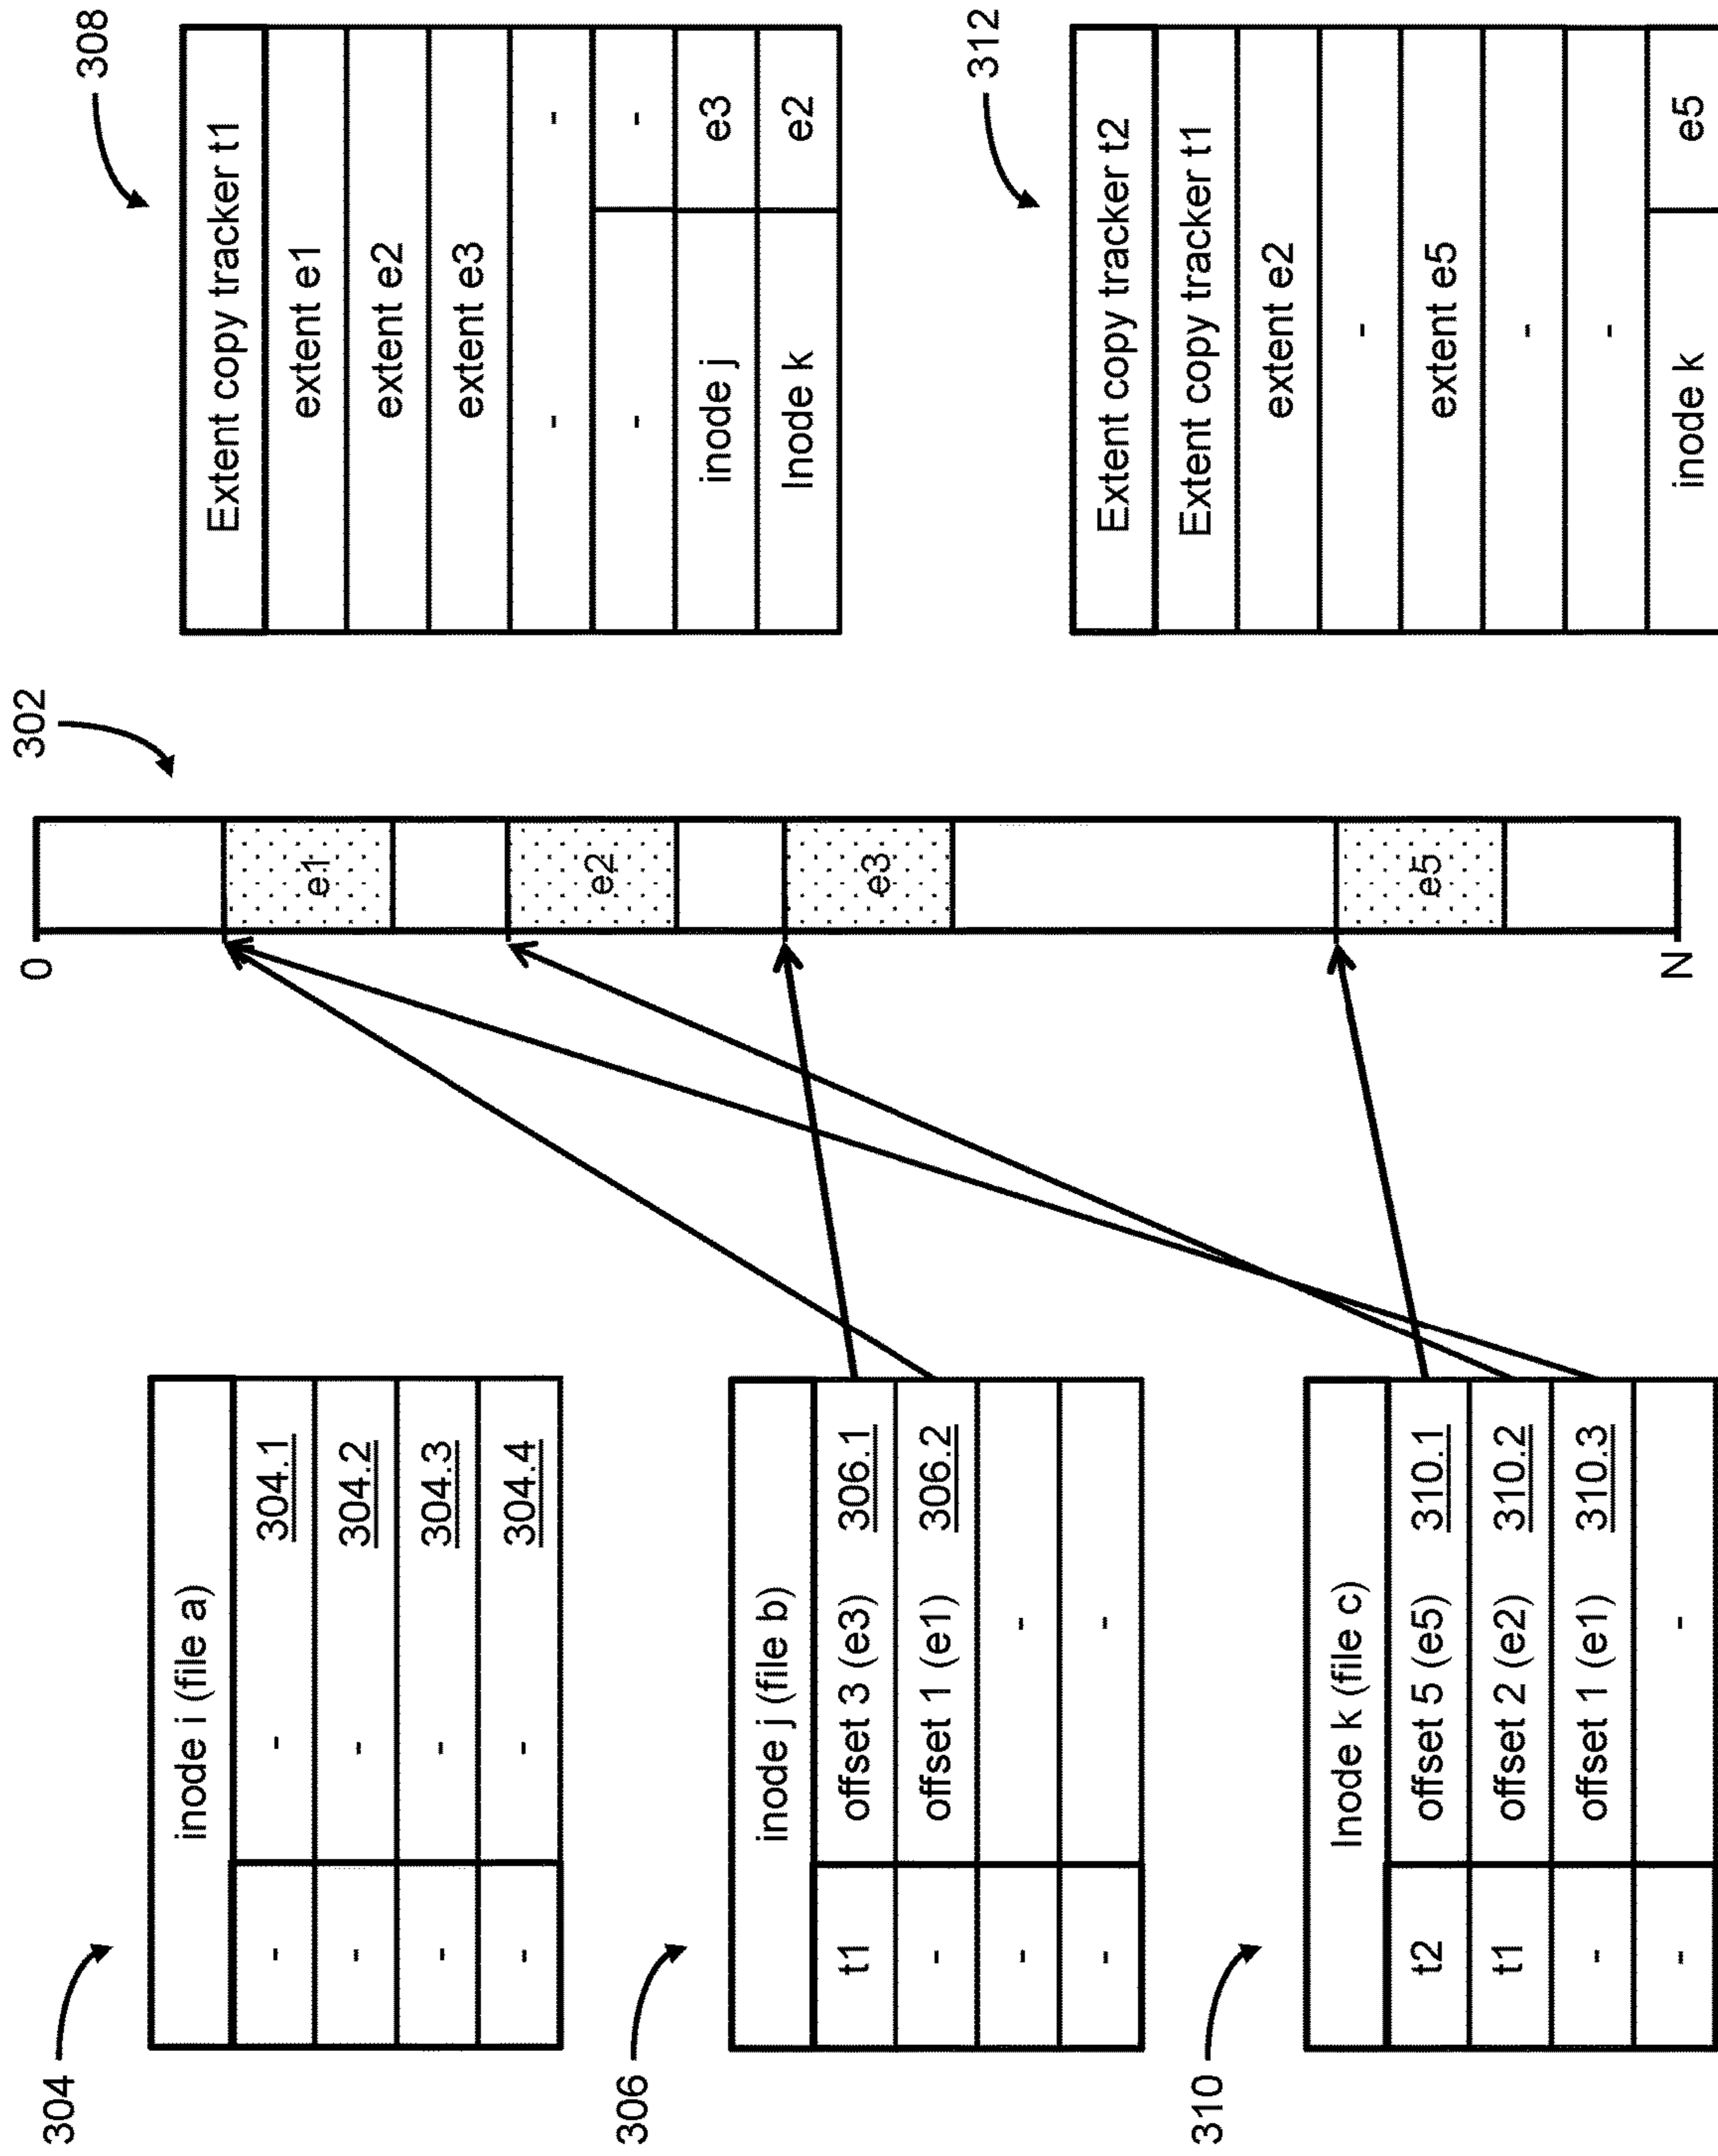 304
inode i (file a)
- - 304.1
- - 304.2
- - 304.3
- - 304.4
306
inode j (file b)
t1 offset 3 (e3) 306.1
- offset 1 (e1) 306.2
- -
- -
310
Inode k (file c)
t2 offset 5 (e5) 310.1
t1 offset 2 (e2) 310.2
- offset 1 (e1) 310.3
- -
302
0
e1
e2
e3
e5
N
308
Extent copy tracker t1
extent e1
extent e2
extent e3
- -
- -
inode j e3
Inode k e2
312
Extent copy tracker t2
Extent copy tracker t1
extent e2
-
extent e5
-
-
inode k e5